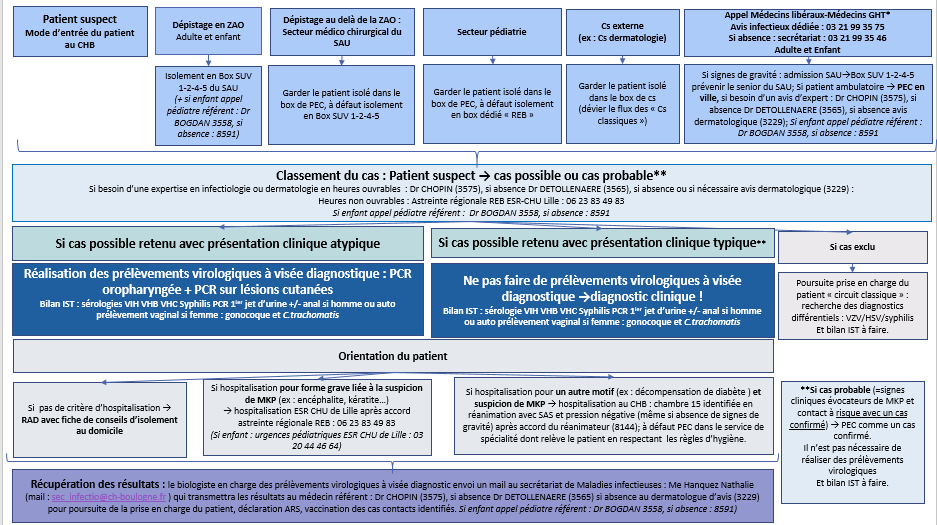 Patient suspect
Mode d'entrée du patient
au CHB
Dépistage en ZAO
Adulte et enfant
Dépistage au delà de la ZAO :
Secteur médico chirurgical du
SAU
Secteur pédiatrie
Cs externe
(ex : Cs dermatologie)
Appel Médecins libéraux-Médecins GHT*
Avis infectieux dédiée : 03 21 99 35 75
Si absence : secrétariat : 03 21 99 35 46
Adulte et Enfant
Isolement en Box SUV
1-2-4-5 du SAU
(+ si enfant appel
pédiatre référent : Dr
BOGDAN 3558, si
absence : 8591)
Garder le patient isolé dans le
box de PEC, à défaut isolement
en Box SUV 1-2-4-5
Garder le patient isolé dans le
box de PEC, à défaut isolement
en box dédié « REB »
Garder le patient isolé
dans le box de cs
(dévier le flux des « Cs
classiques »)
Si signes de gravité : admission SAU→Box SUV 1-2-4-5
prévenir le senior du SAU; Si patient ambulatoire → PEC en
ville, si besoin d'un avis d'expert : Dr CHOPIN (3575), si
absence Dr DETOLLENAERE (3565), si absence avis
dermatologique (3229); Si enfant appel pédiatre référent :
Dr BOGDAN 3558, si absence : 8591
Classement du cas : Patient suspect → cas possible ou cas probable**
Si besoin d'une expertise en infectiologie ou dermatologie en heures ouvrables : Dr CHOPIN (3575), si absence Dr DETOLLENAERE (3565), si absence ou si nécessaire avis dermatologique (3229) :
Heures non ouvrables : Astreinte régionale REB ESR-CHU Lille : 06 23 83 49 83
Si enfant appel pédiatre référent : Dr BOGDAN 3558, si absence : 8591
Si cas possible retenu avec présentation clinique atypique
Si cas possible retenu avec présentation clinique typique**
Si cas exclu
Réalisation des prélèvements virologiques à visée diagnostique : PCR
oropharyngée + PCR sur lésions cutanées
Bilan IST : sérologies VIH VHB VHC Syphilis PCR 1ier jet d'urine +/- anal si homme ou auto
prélèvement vaginal si femme : gonocoque et C.trachomatis
Ne pas faire de prélèvements virologiques à visée
diagnostique →diagnostic clinique !
Bilan IST : sérologie VIH VHB VHC Syphilis PCR 1ier jet d'urine +/- anal si homme
ou auto prélèvement vaginal si femme : gonocoque et C.trachomatis
Poursuite prise en charge du
patient « circuit classique » :
recherche des diagnostics
différentiels : VZV/HSV/syphilis
Et bilan IST à faire.
Orientation du patient
Si pas de critère d'hospitalisation →
RAD avec fiche de conseils d'isolement
au domicile
Si hospitalisation pour forme grave liée à la suspicion
de MKP (ex : encéphalite, kératite...)
→ hospitalisation ESR CHU de Lille après accord
astreinte régionale REB : 06 23 83 49 83
(Si enfant : urgences pédiatriques ESR CHU de Lille : 03
20 44 46 64)
Si hospitalisation pour un autre motif (ex : décompensation de diabète ) et
suspicion de MKP → hospitalisation au CHB : chambre 15 identifiée en
réanimation avec SAS et pression négative (même si absence de signes de
gravité) après accord du réanimateur (8144); à défaut PEC dans le service de
spécialité dont relève le patient en respectant les règles d'hygiène.
**Si cas probable (=signes
cliniques évocateurs de MKP et
contact à risque avec un cas
confirmé) → PEC comme un cas
confirmé.
Il n'est pas nécessaire de
réaliser des prélèvements
virologiques
Et bilan IST à faire.
Récupération des résultats : le biologiste en charge des prélèvements virologiques à visée diagnostic envoi un mail au secrétariat de Maladies infectieuses : Me Hanquez Nathalie
(mail : sec_infectio@ch-boulogne.fr ) qui transmettra les résultats au médecin référent : Dr CHOPIN (3575), si absence Dr DETOLLENAERE (3565) si absence au dermatologue d'avis (3229)
pour poursuite de la prise en charge du patient, déclaration ARS, vaccination des cas contacts identifiés. Si enfant appel pédiatre référent : Dr BOGDAN 3558, si absence : 8591)